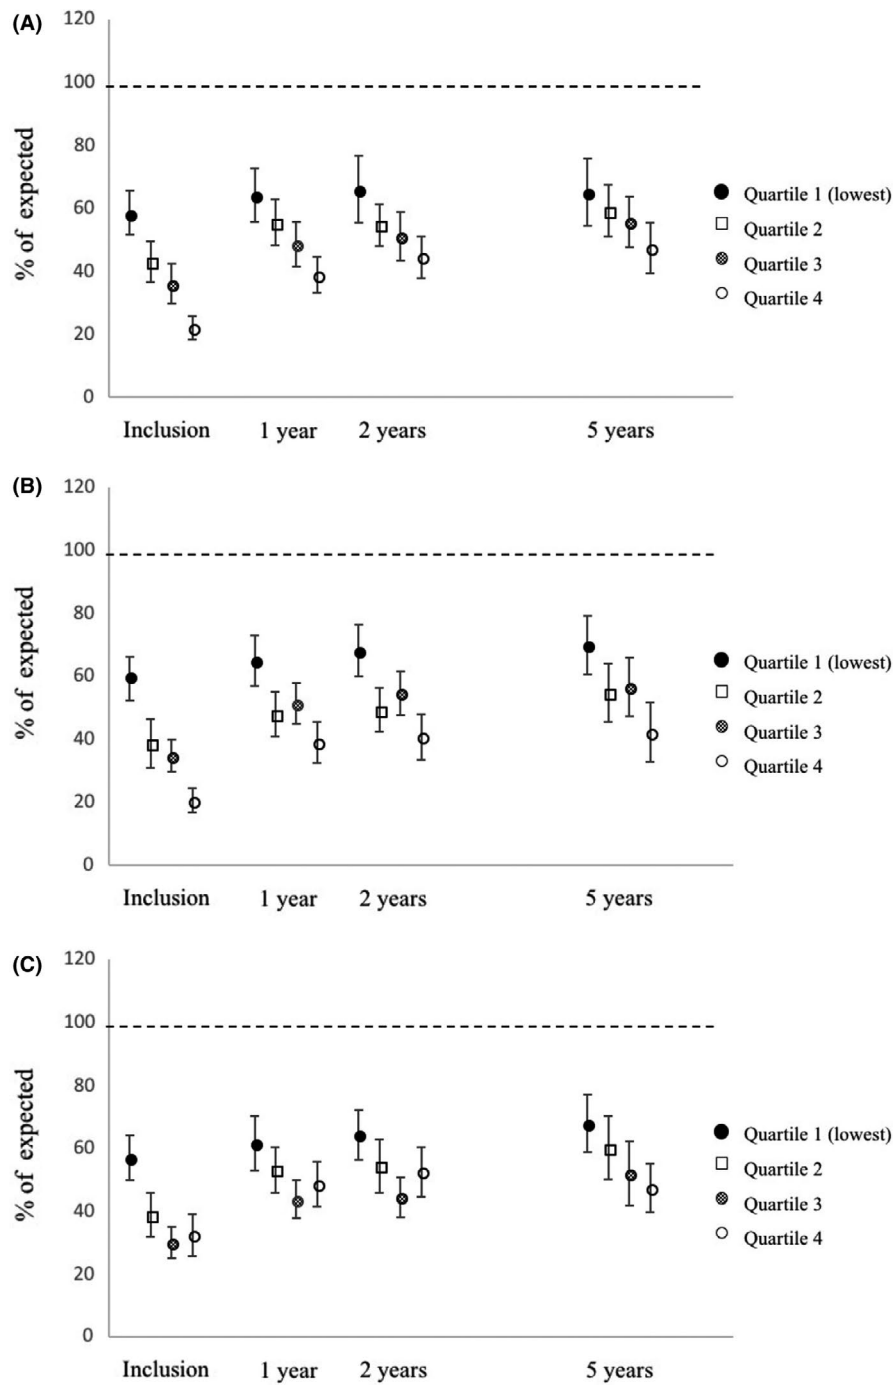 (A)
120
100
80
60
40
20
0
% of expected
Inclusion 1 year 2 years 5 years
Quartile 1 (lowest)
Quartile 2
Quartile 3
Quartile 4
(B)
120
100
80
60
40
20
0
% of expected
Inclusion 1 year 2 years 5 years
Quartile 1 (lowest)
Quartile 2
Quartile 3
Quartile 4
(C)
120
100
80
60
40
20
0
% of expected
Inclusion 1 year 2 years 5 years
Quartile 1 (lowest)
Quartile 2
Quartile 3
Quartile 4